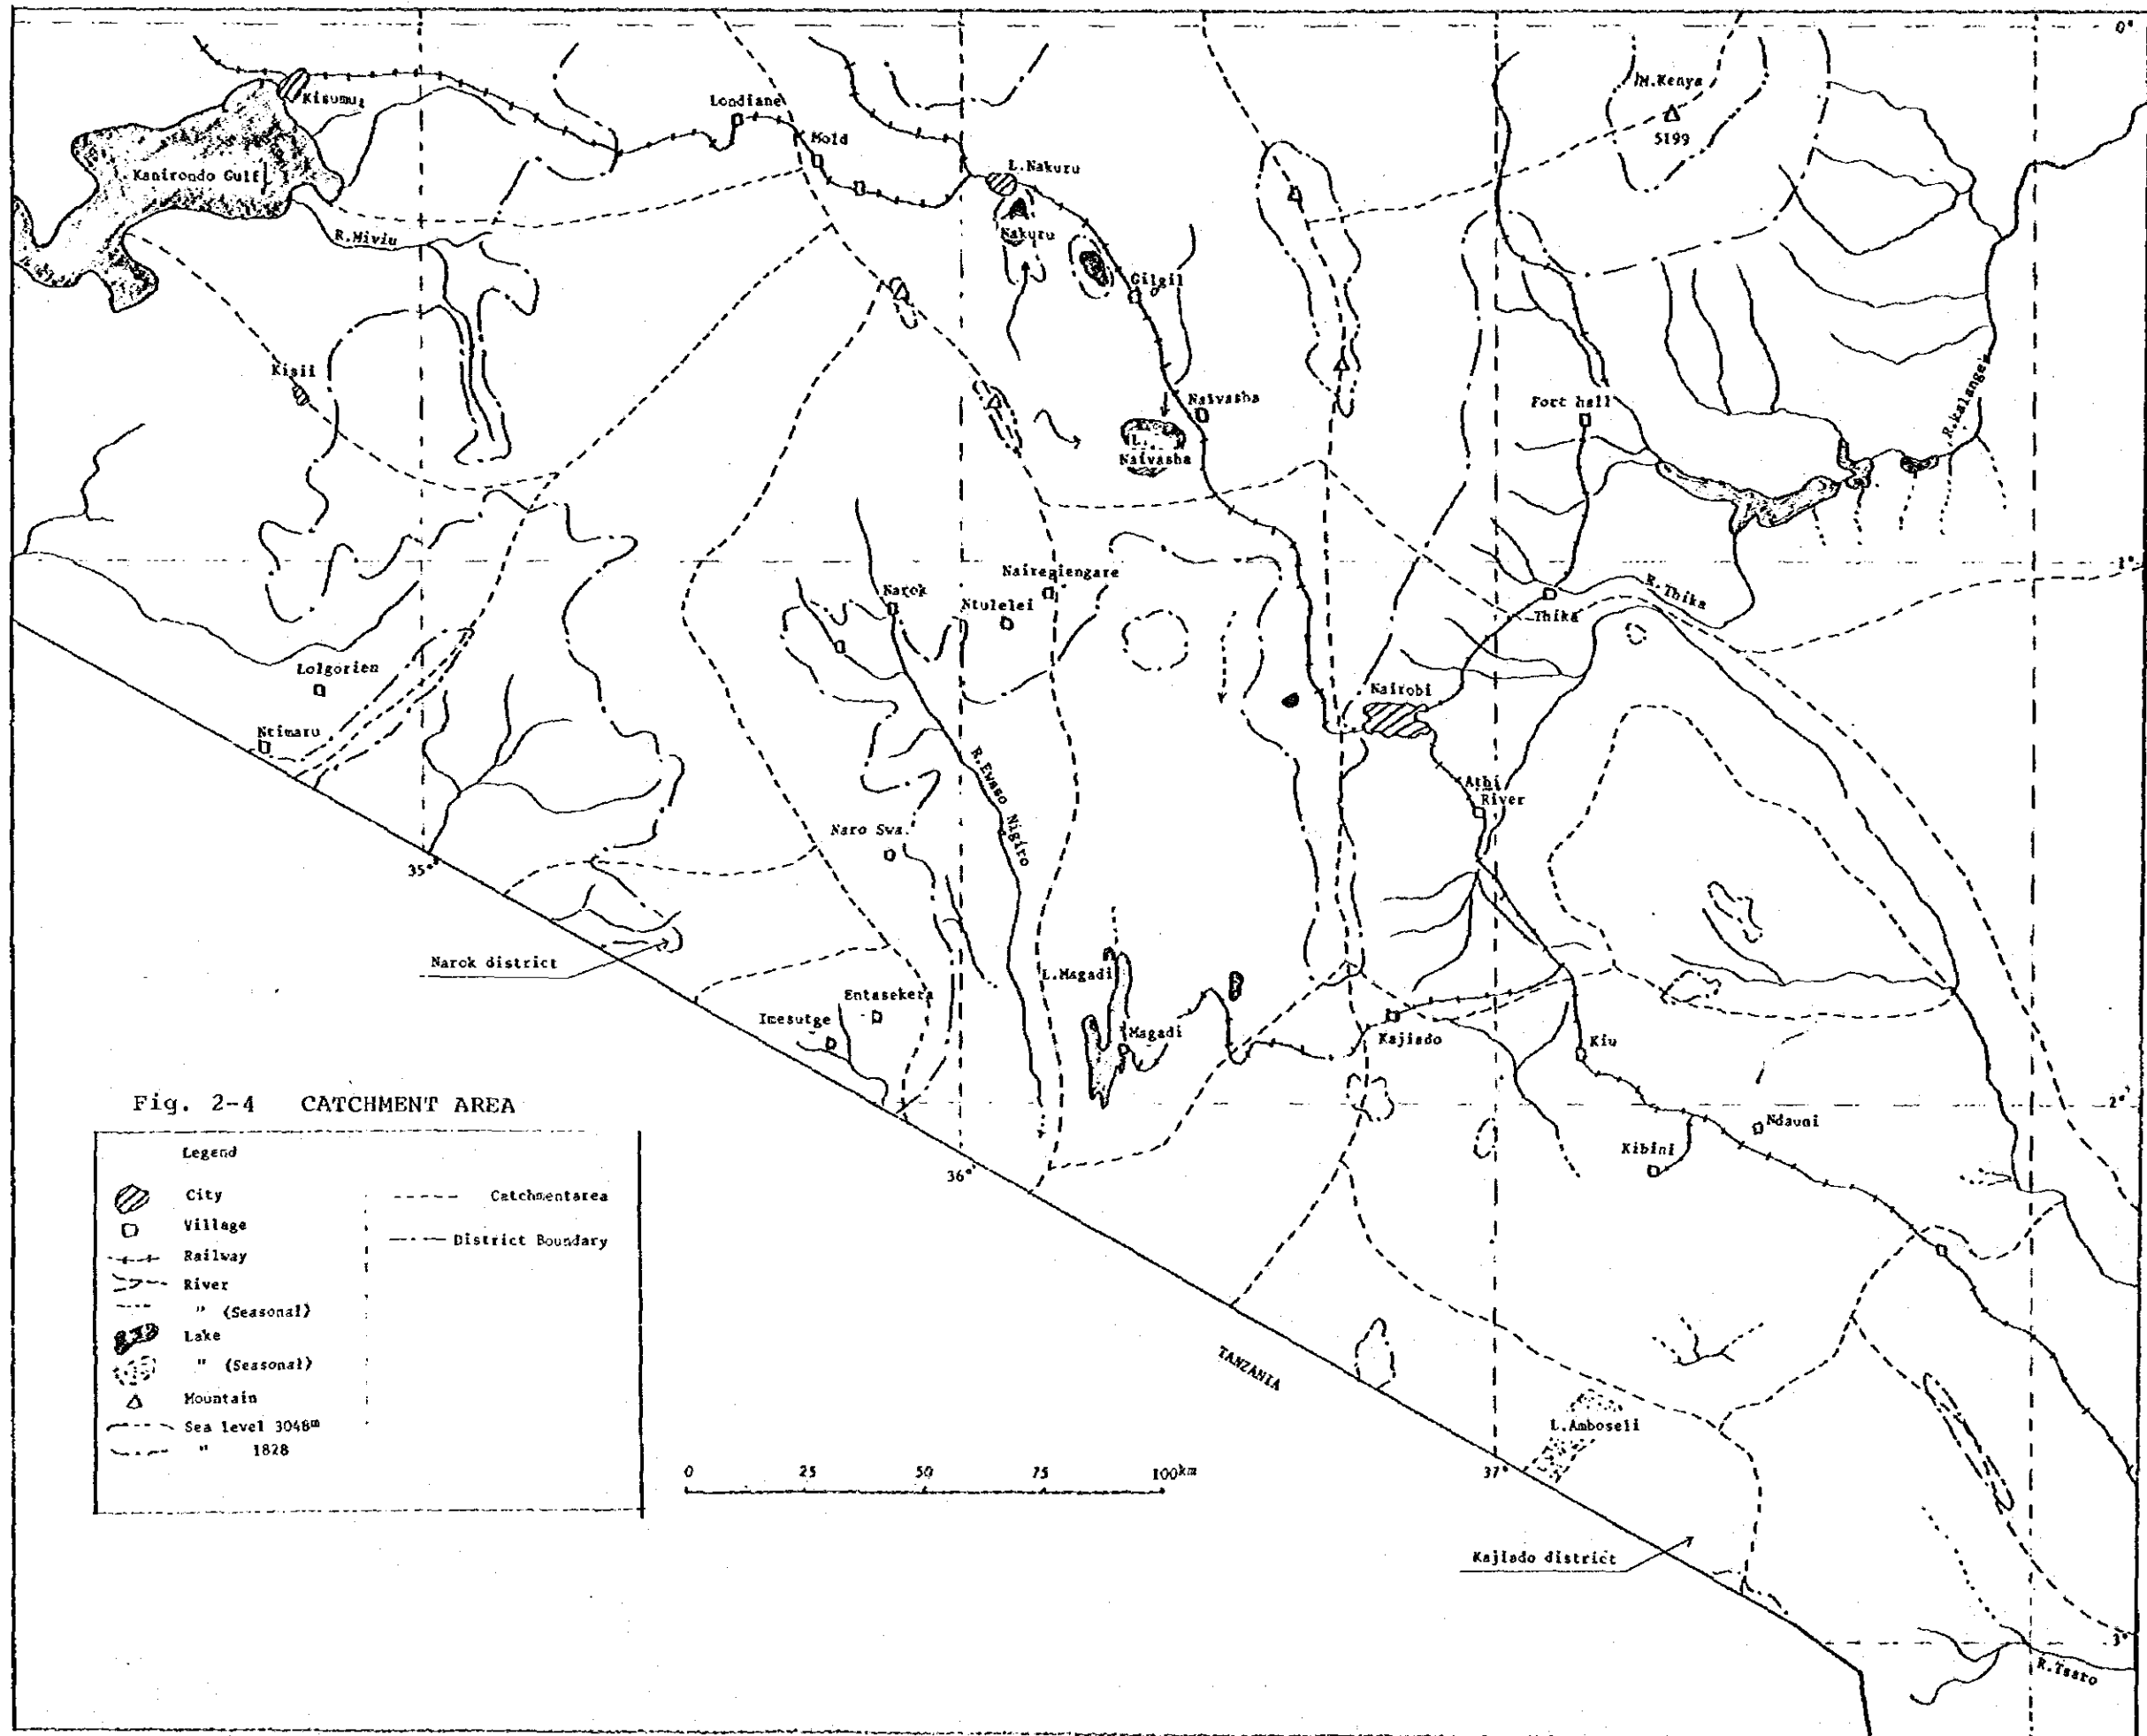 0°
M.Kenya
5199
Kisumu
Londiane
Mold
L.Nakuru
Kanirondo Gulf
Nakuru
R.Miviu
Gilgil
Kisii
Naivasha
Fort hall
L.
Naivasha
R.Kalange
1°
Nairegiengare
Narok
Ntulelei
R.Thika
Thika
Lolgorien
Nairobi
Ntimaru
R.Ewaso Nigiro
Athi
River
Naro Swa.
35°
Narok district
L.Magadi
Entasekera
Imesutge
Magadi
Kajiado
Kiu
2°
Ndauni
Kibini
36°
Fig. 2-4 CATCHMENT AREA
Legend
City
Village
Railway
River
" (Seasonal)
Lake
" (Seasonal)
Mountain
Sea level 3048m
" 1828
Catchmentarea
District Boundary
TANZANIA
L.Amboseli
0 25 50 75 100km
37°
Kajiado district
3°
R.Tsaro